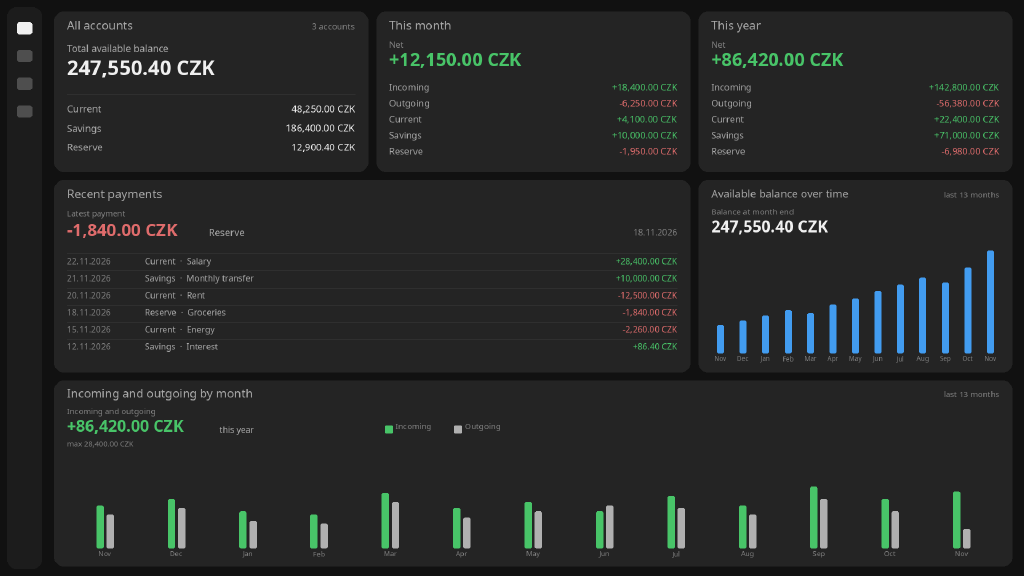 All accounts 3 accounts
Total available balance
247,550.40 CZK
Current 48,250.00 CZK
Savings 186,400.00 CZK
Reserve 12,900.40 CZK
This month
Net
+12,150.00 CZK
Incoming +18,400.00 CZK
Outgoing -6,250.00 CZK
Current +4,100.00 CZK
Savings +10,000.00 CZK
Reserve -1,950.00 CZK
This year
Net
+86,420.00 CZK
Incoming +142,800.00 CZK
Outgoing -56,380.00 CZK
Current +22,400.00 CZK
Savings +71,000.00 CZK
Reserve -6,980.00 CZK
Recent payments
Latest payment
-1,840.00 CZK Reserve 18.11.2026
22.11.2026 Current · Salary +28,400.00 CZK
21.11.2026 Savings · Monthly transfer +10,000.00 CZK
20.11.2026 Current · Rent -12,500.00 CZK
18.11.2026 Reserve · Groceries -1,840.00 CZK
15.11.2026 Current · Energy -2,260.00 CZK
12.11.2026 Savings · Interest +86.40 CZK
Available balance over time last 13 months
Balance at month end
247,550.40 CZK
Nov Dec Jan Feb Mar Apr May Jun Jul Aug Sep Oct Nov
Incoming and outgoing by month last 13 months
Incoming and outgoing
+86,420.00 CZK this year Incoming Outgoing
max 28,400.00 CZK
Nov Dec Jan Feb Mar Apr May Jun Jul Aug Sep Oct Nov